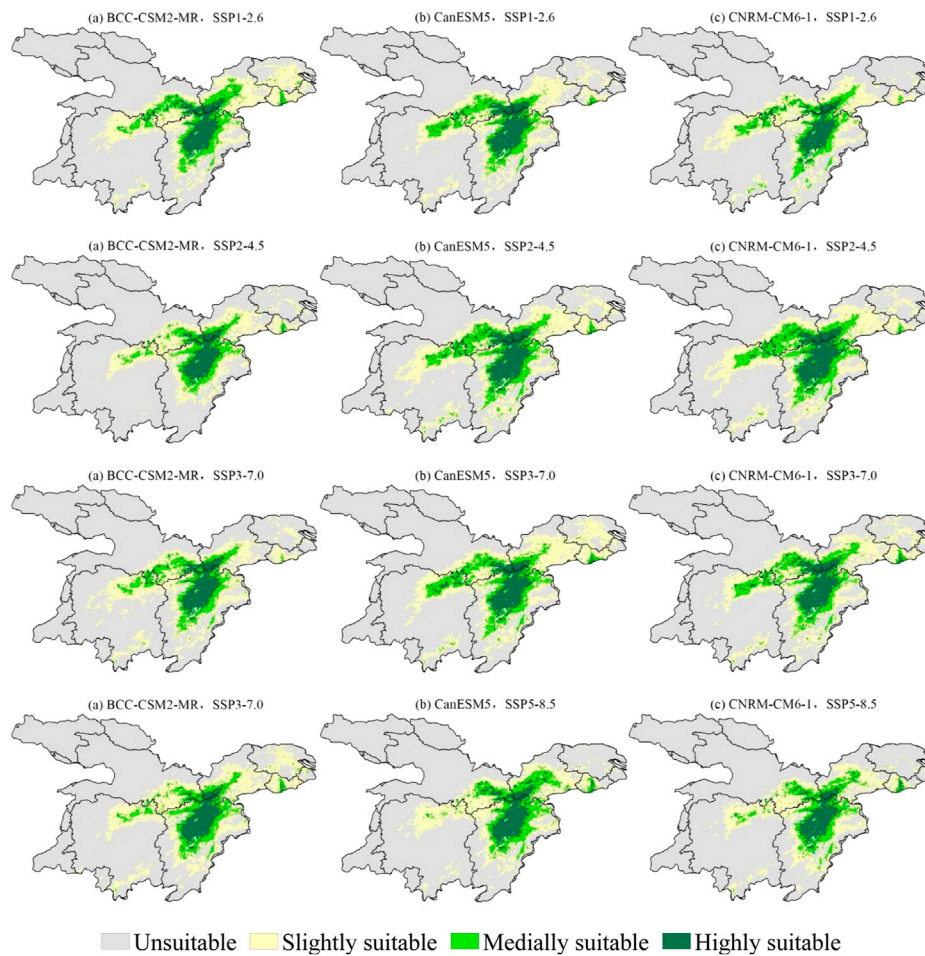 (a) BCC-CSM2-MR，SSP1-2.6 (b) CanESM5，SSP1-2.6 (c) CNRM-CM6-1，SSP1-2.6
(a) BCC-CSM2-MR，SSP2-4.5 (b) CanESM5，SSP2-4.5 (c) CNRM-CM6-1，SSP2-4.5
(a) BCC-CSM2-MR，SSP3-7.0 (b) CanESM5，SSP3-7.0 (c) CNRM-CM6-1，SSP3-7.0
(a) BCC-CSM2-MR，SSP3-7.0 (b) CanESM5，SSP5-8.5 (c) CNRM-CM6-1，SSP5-8.5
Unsuitable Slightly suitable Medially suitable Highly suitable